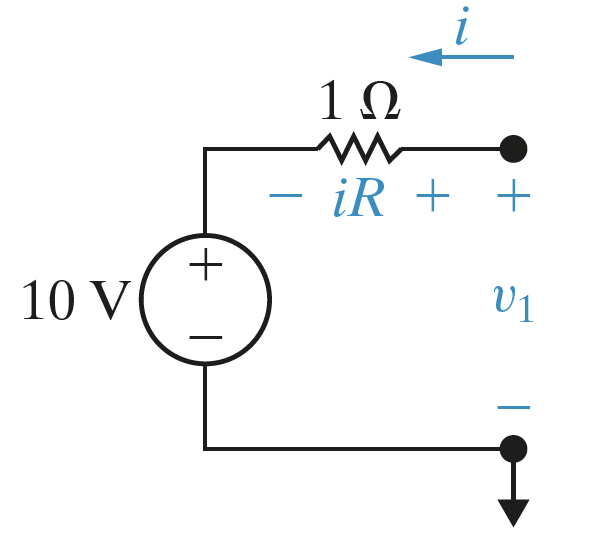 i
1 Ω
− iR + +
+
10 V
v₁
−
−